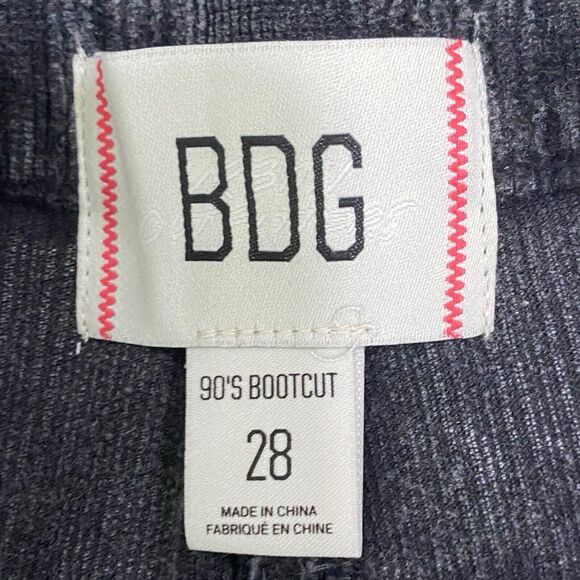 BDG
90'S BOOTCUT
28
MADE IN CHINA
FABRIQUÉ EN CHINE